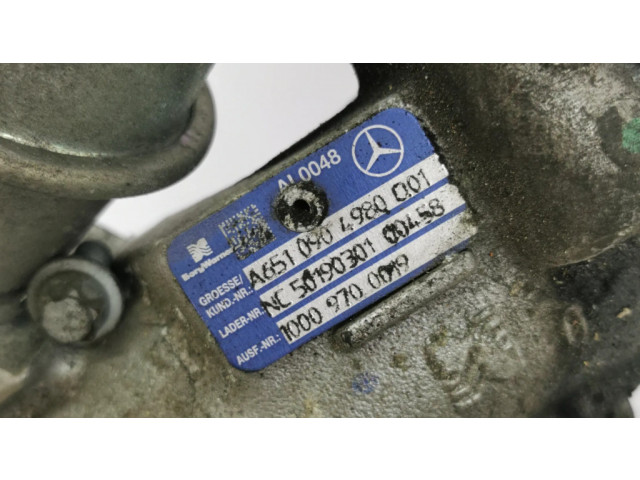 AL0048
BorgWarner
GROESSE/
KUND.-NR.: A651 090 4980 001
LADER-NR.: NC 50190301 00458
AUSF.-NR.: 1000 970 0019